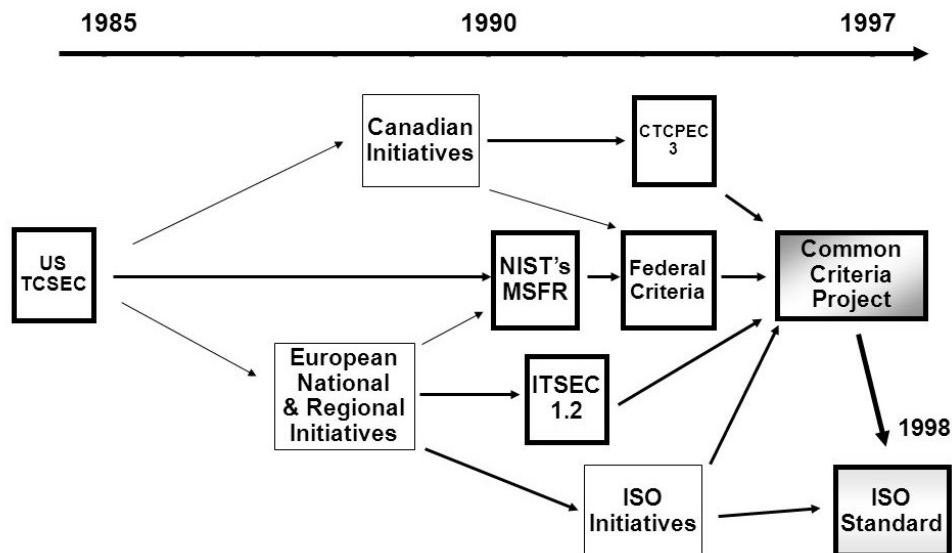 1985 1990 1997
Canadian
Initiatives
CTCPEC
3
US
TCSEC
NIST's
MSFR
Federal
Criteria
Common
Criteria
Project
European
National
& Regional
Initiatives
ITSEC
1.2
1998
ISO
Initiatives
ISO
Standard